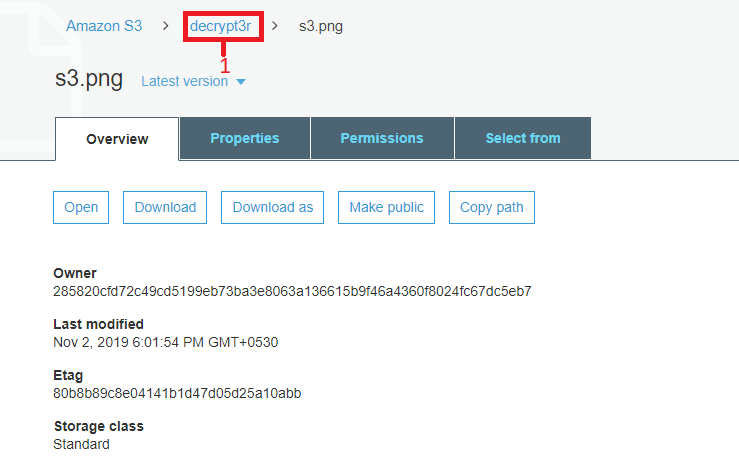 Amazon S3 > decrypt3r > s3.png
1
s3.png Latest version
Overview Properties Permissions Select from
Open Download Download as Make public Copy path
Owner
285820cfd72c49cd5199eb73ba3e8063a136615b9f46a4360f8024fc67dc5eb7
Last modified
Nov 2, 2019 6:01:54 PM GMT+0530
Etag
80b8b89c8e04141b1d47d05d25a10abb
Storage class
Standard